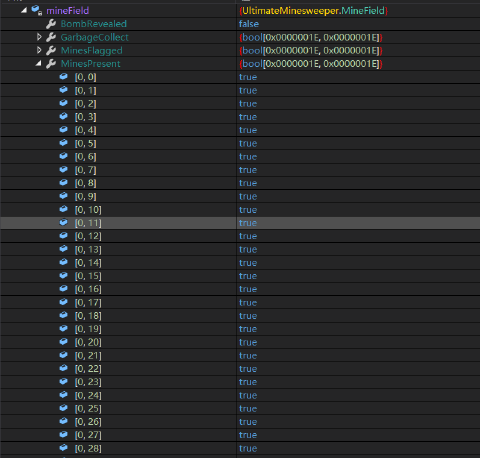 mineField {UltimateMinesweeper.MineField}
BombRevealed false
GarbageCollect {bool[0x0000001E, 0x0000001E]}
MinesFlagged {bool[0x0000001E, 0x0000001E]}
MinesPresent {bool[0x0000001E, 0x0000001E]}
[0, 0] true
[0, 1] true
[0, 2] true
[0, 3] true
[0, 4] true
[0, 5] true
[0, 6] true
[0, 7] true
[0, 8] true
[0, 9] true
[0, 10] true
[0, 11] true
[0, 12] true
[0, 13] true
[0, 14] true
[0, 15] true
[0, 16] true
[0, 17] true
[0, 18] true
[0, 19] true
[0, 20] true
[0, 21] true
[0, 22] true
[0, 23] true
[0, 24] true
[0, 25] true
[0, 26] true
[0, 27] true
[0, 28] true